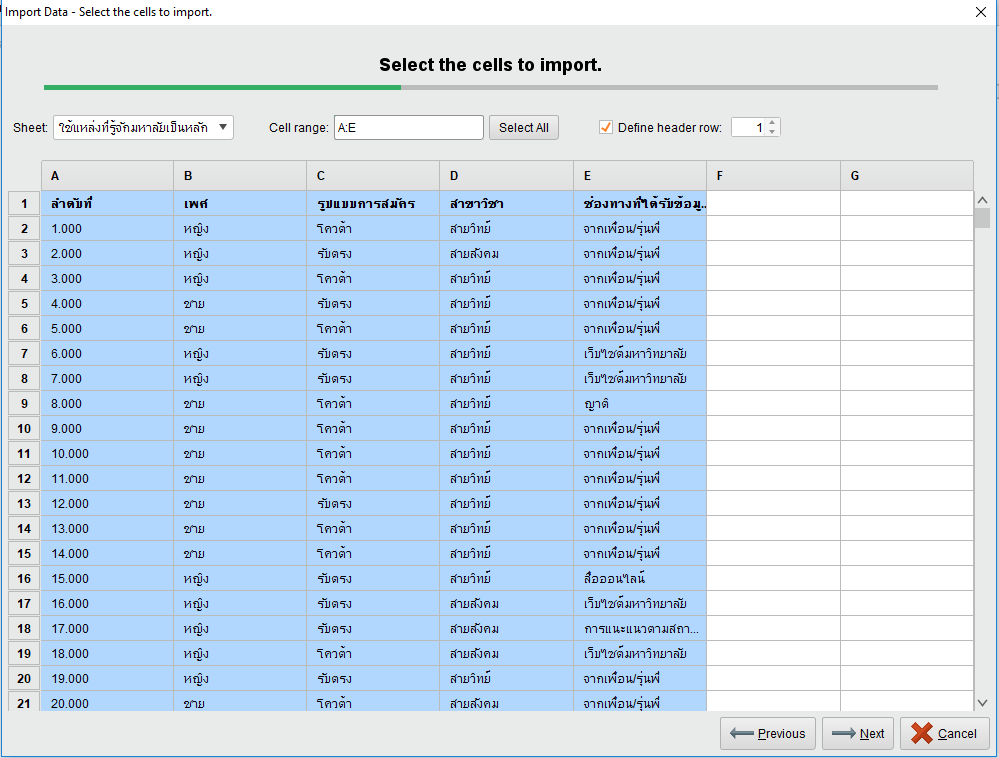 Import Data - Select the cells to import.
Select the cells to import.
Sheet: ใช้แหล่งที่รู้จักมหาลัยเป็นหลัก Cell range: A:E Select All Define header row: 1
A B C D E F G
1 ลำดับที่ เพศ รูปแบบการสมัคร สาขาวิชา ช่องทางที่ได้รับข้อมู..
2 1.000 หญิง โควต้า สายวิทย์ จากเพื่อน/รุ่นพี่
3 2.000 หญิง รับตรง สายสังคม จากเพื่อน/รุ่นพี่
4 3.000 หญิง โควต้า สายวิทย์ จากเพื่อน/รุ่นพี่
5 4.000 ชาย รับตรง สายวิทย์ จากเพื่อน/รุ่นพี่
6 5.000 ชาย โควต้า สายวิทย์ จากเพื่อน/รุ่นพี่
7 6.000 หญิง รับตรง สายวิทย์ เว็บไซต์มหาวิทยาลัย
8 7.000 หญิง รับตรง สายวิทย์ เว็บไซต์มหาวิทยาลัย
9 8.000 ชาย โควต้า สายวิทย์ ญาติ
10 9.000 ชาย โควต้า สายวิทย์ จากเพื่อน/รุ่นพี่
11 10.000 ชาย โควต้า สายวิทย์ จากเพื่อน/รุ่นพี่
12 11.000 ชาย โควต้า สายวิทย์ จากเพื่อน/รุ่นพี่
13 12.000 ชาย รับตรง สายวิทย์ จากเพื่อน/รุ่นพี่
14 13.000 ชาย โควต้า สายวิทย์ จากเพื่อน/รุ่นพี่
15 14.000 ชาย โควต้า สายวิทย์ จากเพื่อน/รุ่นพี่
16 15.000 หญิง รับตรง สายวิทย์ สื่อออนไลน์
17 16.000 หญิง รับตรง สายสังคม เว็บไซต์มหาวิทยาลัย
18 17.000 หญิง รับตรง สายสังคม การแนะแนวตามสถา...
19 18.000 หญิง โควต้า สายสังคม เว็บไซต์มหาวิทยาลัย
20 19.000 หญิง รับตรง สายวิทย์ จากเพื่อน/รุ่นพี่
21 20.000 ชาย โควต้า สายสังคม จากเพื่อน/รุ่นพี่
Previous Next Cancel